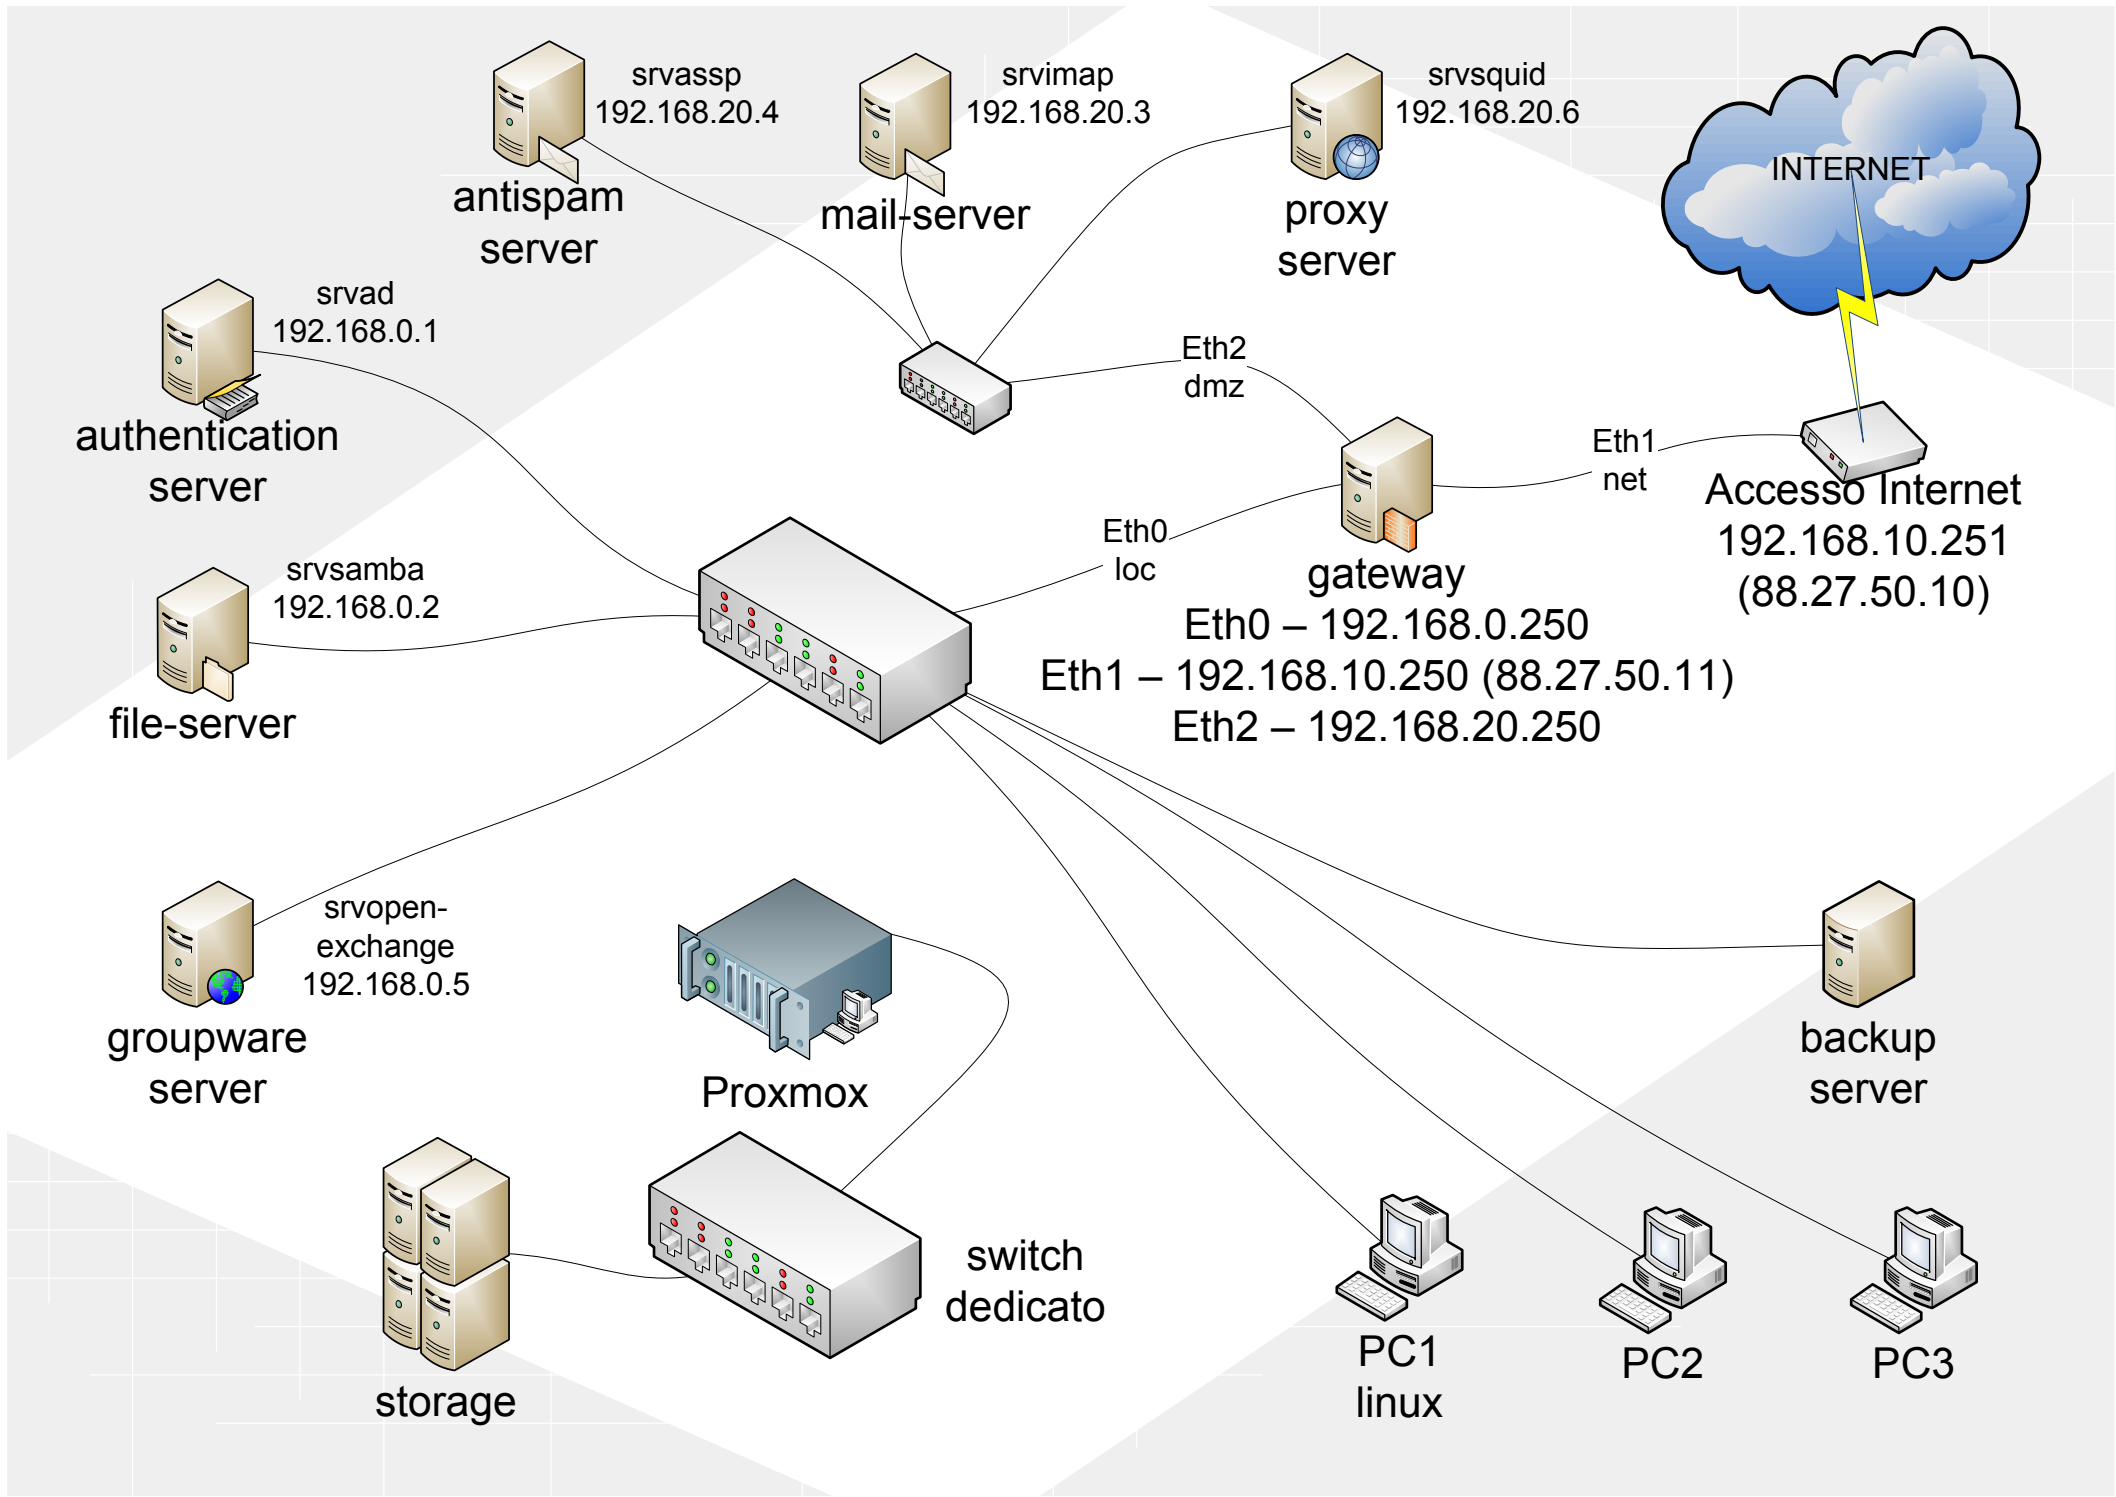 srvassp
192.168.20.4
antispam
server
srvimap
192.168.20.3
mail-server
srvsquid
192.168.20.6
proxy
server
INTERNET
srvad
192.168.0.1
authentication
server
Eth2
dmz
Eth1
net
Accesso Internet
192.168.10.251
(88.27.50.10)
Eth0
loc
gateway
Eth0 – 192.168.0.250
Eth1 – 192.168.10.250 (88.27.50.11)
Eth2 – 192.168.20.250
srvsamba
192.168.0.2
file-server
srvopen-
exchange
192.168.0.5
groupware
server
Proxmox
backup
server
storage
switch
dedicato
PC1
linux
PC2
PC3